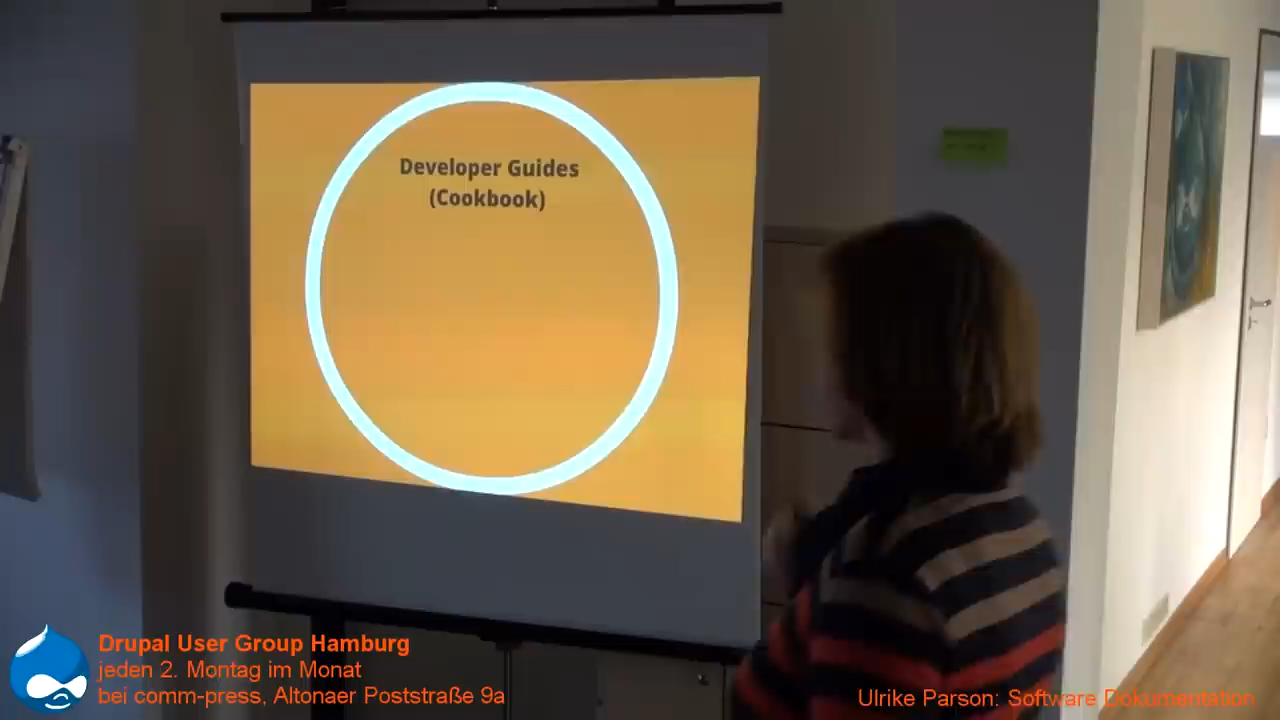 Developer Guides
(Cookbook)
Drupal User Group Hamburg
jeden 2. Montag im Monat
bei comm-press, Altonaer Poststraße 9a
Ulrike Parson: Software Dokumentation